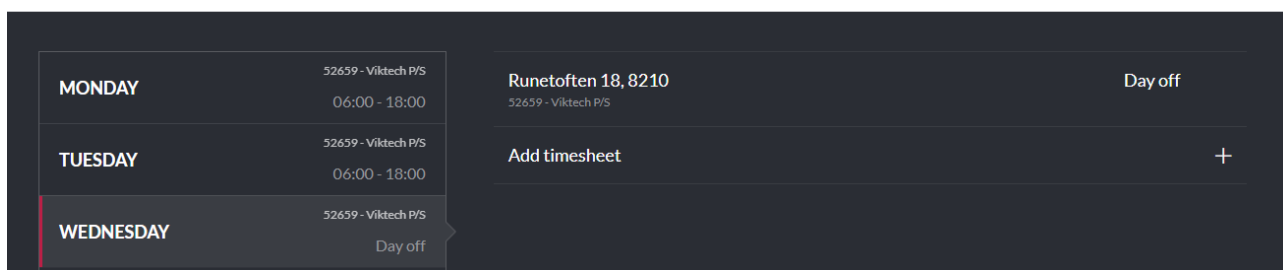 MONDAY
52659 - Viktech P/S
06:00 - 18:00
TUESDAY
52659 - Viktech P/S
06:00 - 18:00
WEDNESDAY
52659 - Viktech P/S
Day off
Runetoften 18, 8210
Day off
52659 - Viktech P/S
Add timesheet
+